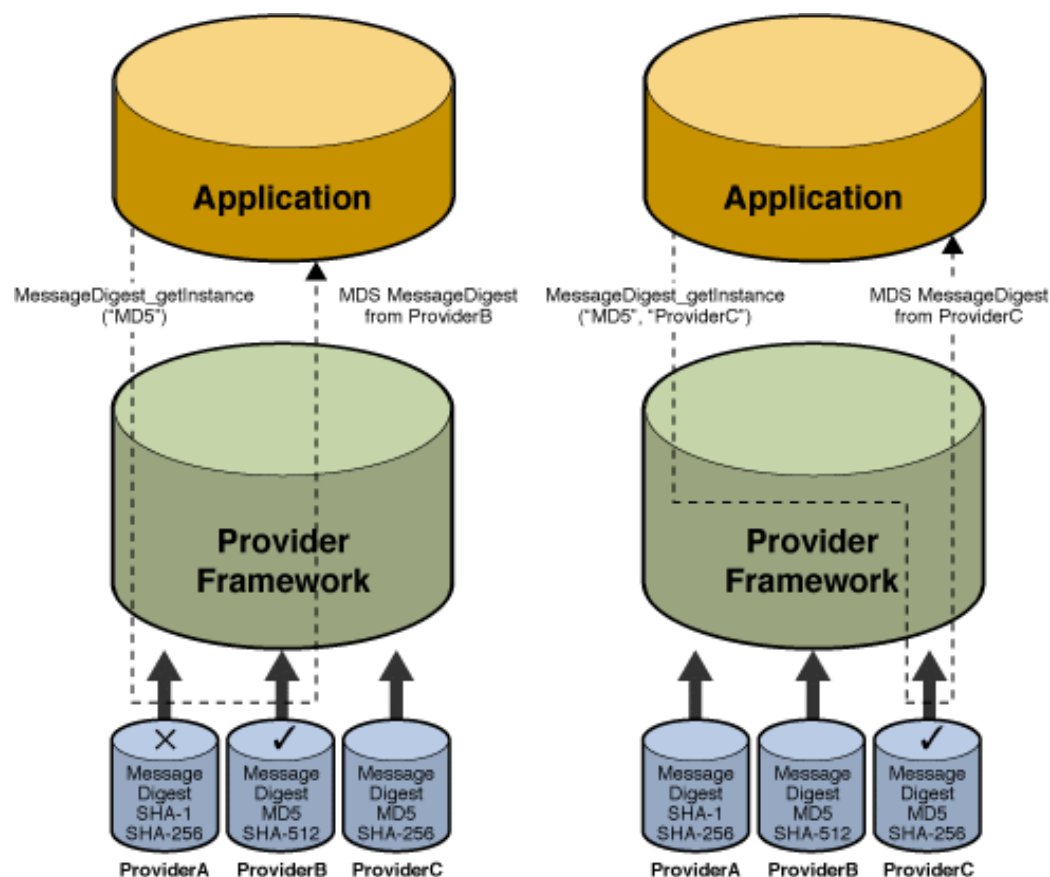 Application
MessageDigest_getInstance
("MD5")
MDS MessageDigest
from ProviderB
Provider
Framework
Message
Digest
SHA-1
SHA-256
ProviderA
Message
Digest
MD5
SHA-512
ProviderB
Message
Digest
MD5
SHA-256
ProviderC
Application
MessageDigest_getInstance
("MD5", "ProviderC")
MDS MessageDigest
from ProviderC
Provider
Framework
Message
Digest
SHA-1
SHA-256
ProviderA
Message
Digest
MD5
SHA-512
ProviderB
Message
Digest
MD5
SHA-256
ProviderC